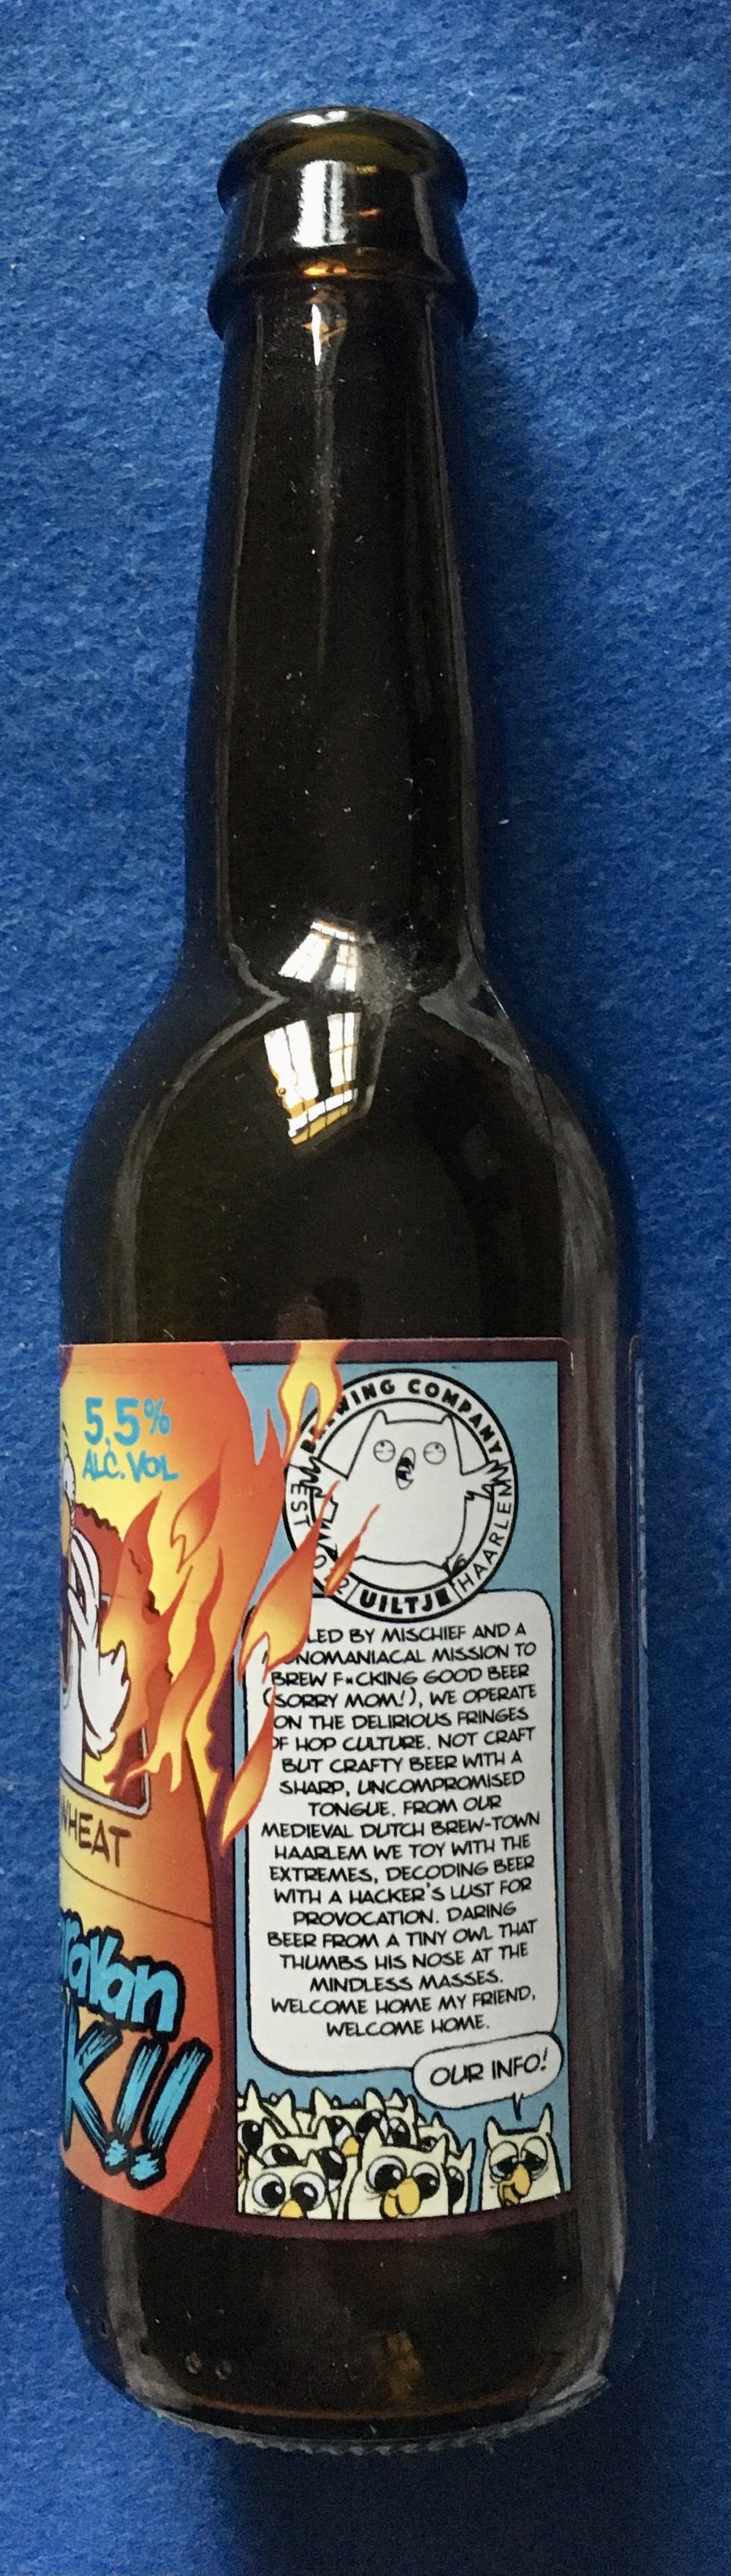 5.5%
ALC. VOL
WHEAT
aravan
K!!
BREWING COMPANY
EST
HAARLEM
UILTJE
LED BY MISCHIEF AND A
NOMANIACAL MISSION TO
BREW F*CKING GOOD BEER
(SORRY MOM!), WE OPERATE
ON THE DELIRIOUS FRINGES
OF HOP CULTURE. NOT CRAFT
BUT CRAFTY BEER WITH A
SHARP, UNCOMPROMISED
TONGUE. FROM OUR
MEDIEVAL DUTCH BREW-TOWN
HAARLEM WE TOY WITH THE
EXTREMES, DECODING BEER
WITH A HACKER'S LUST FOR
PROVOCATION. DARING
BEER FROM A TINY OWL THAT
THUMBS HIS NOSE AT THE
MINDLESS MASSES.
WELCOME HOME MY FRIEND,
WELCOME HOME.
OUR INFO!